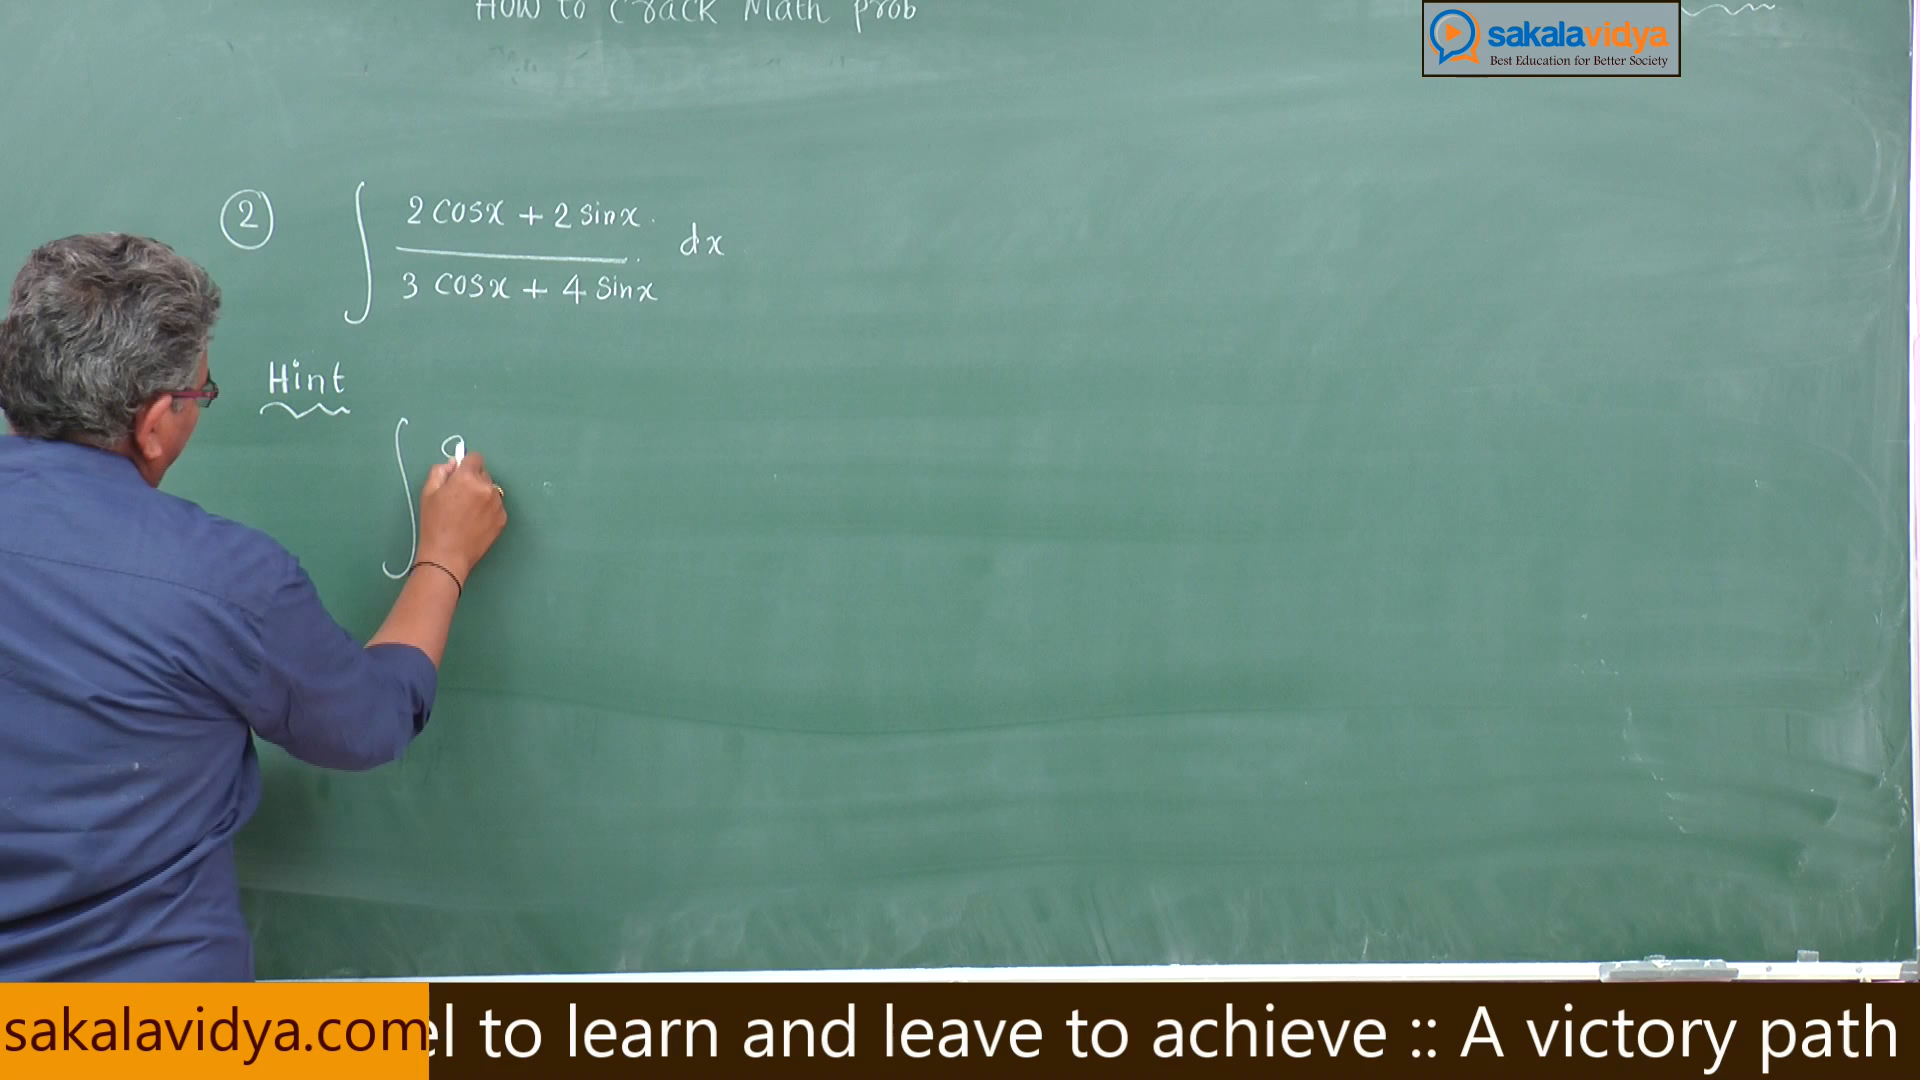 How to Crack Math prob
sakalavidya
Best Education for Better Society
② ∫ (2 cosx + 2 sinx) / (3 cosx + 4 sinx) dx
Hint
∫
sakalavidya.com
el to learn and leave to achieve :: A victory path